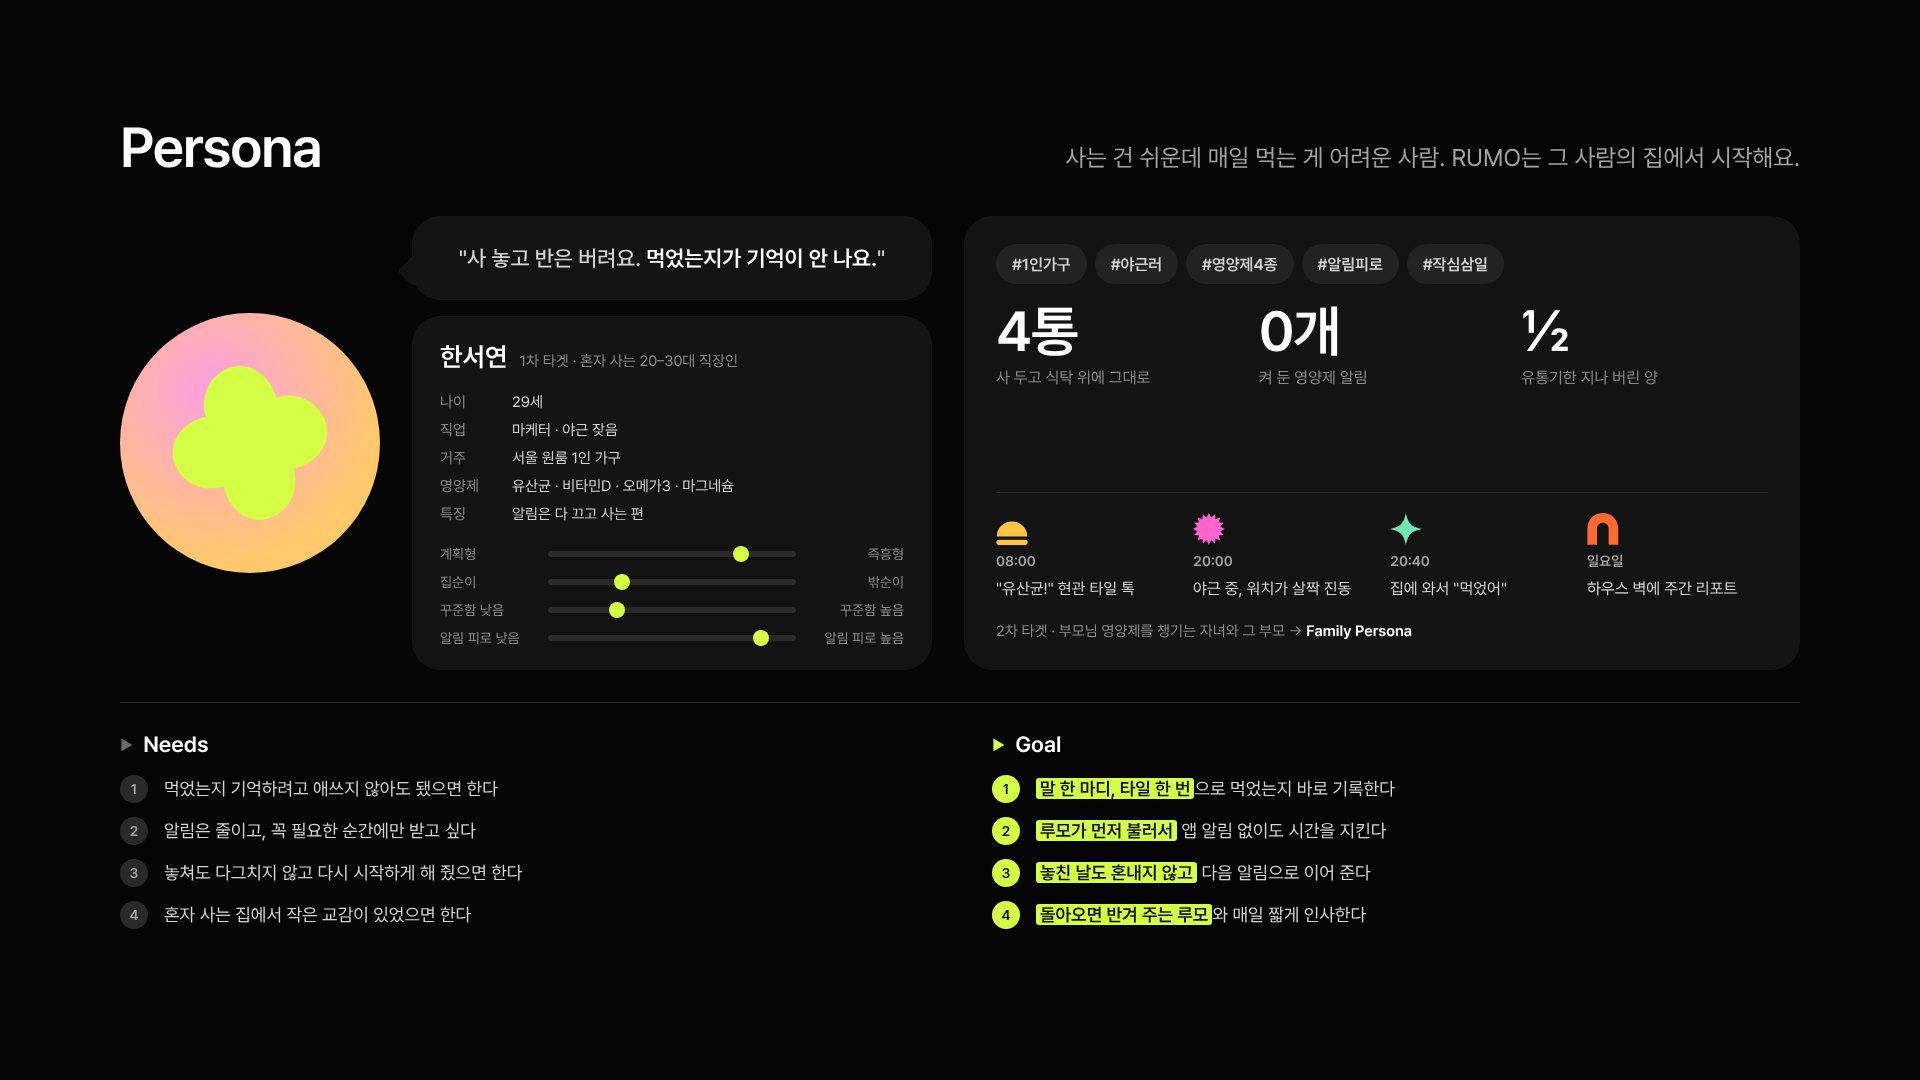 Persona
사는 건 쉬운데 매일 먹는 게 어려운 사람. RUMO는 그 사람의 집에서 시작해요.
"사 놓고 반은 버려요. 먹었는지가 기억이 안 나요."
한서연 1차 타겟 · 혼자 사는 20–30대 직장인
나이 29세
직업 마케터 · 야근 잦음
거주 서울 원룸 1인 가구
영양제 유산균 · 비타민D · 오메가3 · 마그네슘
특징 알림은 다 끄고 사는 편
계획형 즉흥형
집순이 밖순이
꾸준함 낮음 꾸준함 높음
알림 피로 낮음 알림 피로 높음
#1인가구 #야근러 #영양제4종 #알림피로 #작심삼일
4통 0개 ½
사 두고 식탁 위에 그대로 켜 둔 영양제 알림 유통기한 지나 버린 양
08:00 20:00 20:40 일요일
"유산균!" 현관 타일 톡 야근 중, 워치가 살짝 진동 집에 와서 "먹었어" 하우스 벽에 주간 리포트
2차 타겟 · 부모님 영양제를 챙기는 자녀와 그 부모 → Family Persona
Needs
1 먹었는지 기억하려고 애쓰지 않아도 됐으면 한다
2 알림은 줄이고, 꼭 필요한 순간에만 받고 싶다
3 놓쳐도 다그치지 않고 다시 시작하게 해 줬으면 한다
4 혼자 사는 집에서 작은 교감이 있었으면 한다
Goal
1 말 한 마디, 타일 한 번으로 먹었는지 바로 기록한다
2 루모가 먼저 불러서 앱 알림 없이도 시간을 지킨다
3 놓친 날도 혼내지 않고 다음 알림으로 이어 준다
4 돌아오면 반겨 주는 루모와 매일 짧게 인사한다